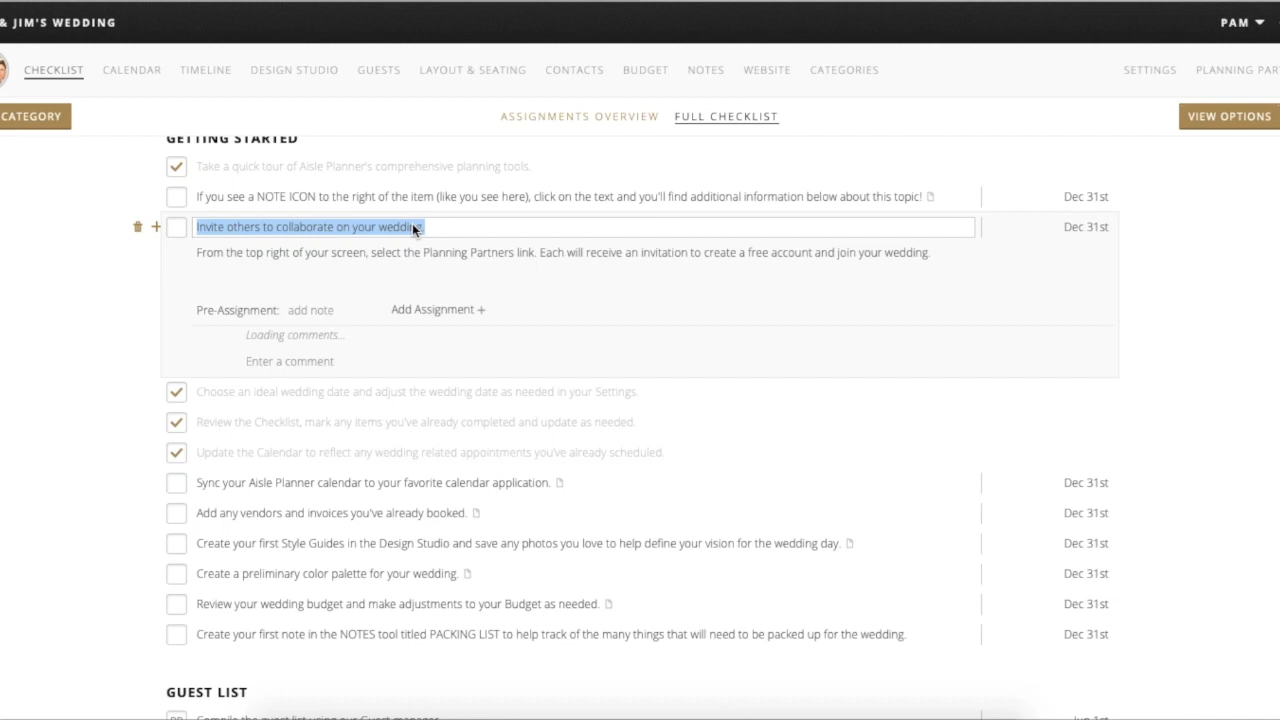 & JIM'S WEDDING
PAM
CHECKLIST CALENDAR TIMELINE DESIGN STUDIO GUESTS LAYOUT & SEATING CONTACTS BUDGET NOTES WEBSITE CATEGORIES SETTINGS PLANNING PAR
CATEGORY ASSIGNMENTS OVERVIEW FULL CHECKLIST VIEW OPTIONS
GETTING STARTED
Take a quick tour of Aisle Planner's comprehensive planning tools.
If you see a NOTE ICON to the right of the item (like you see here), click on the text and you'll find additional information below about this topic! Dec 31st
Invite others to collaborate on your wedding. Dec 31st
From the top right of your screen, select the Planning Partners link. Each will receive an invitation to create a free account and join your wedding.
Pre-Assignment: add note Add Assignment +
Loading comments...
Enter a comment
Choose an ideal wedding date and adjust the wedding date as needed in your Settings.
Review the Checklist, mark any items you've already completed and update as needed.
Update the Calendar to reflect any wedding related appointments you've already scheduled.
Sync your Aisle Planner calendar to your favorite calendar application. Dec 31st
Add any vendors and invoices you've already booked. Dec 31st
Create your first Style Guides in the Design Studio and save any photos you love to help define your vision for the wedding day. Dec 31st
Create a preliminary color palette for your wedding. Dec 31st
Review your wedding budget and make adjustments to your Budget as needed. Dec 31st
Create your first note in the NOTES tool titled PACKING LIST to help track of the many things that will need to be packed up for the wedding. Dec 31st
GUEST LIST
Compile the guest list using our Guest manager. Jun 1st